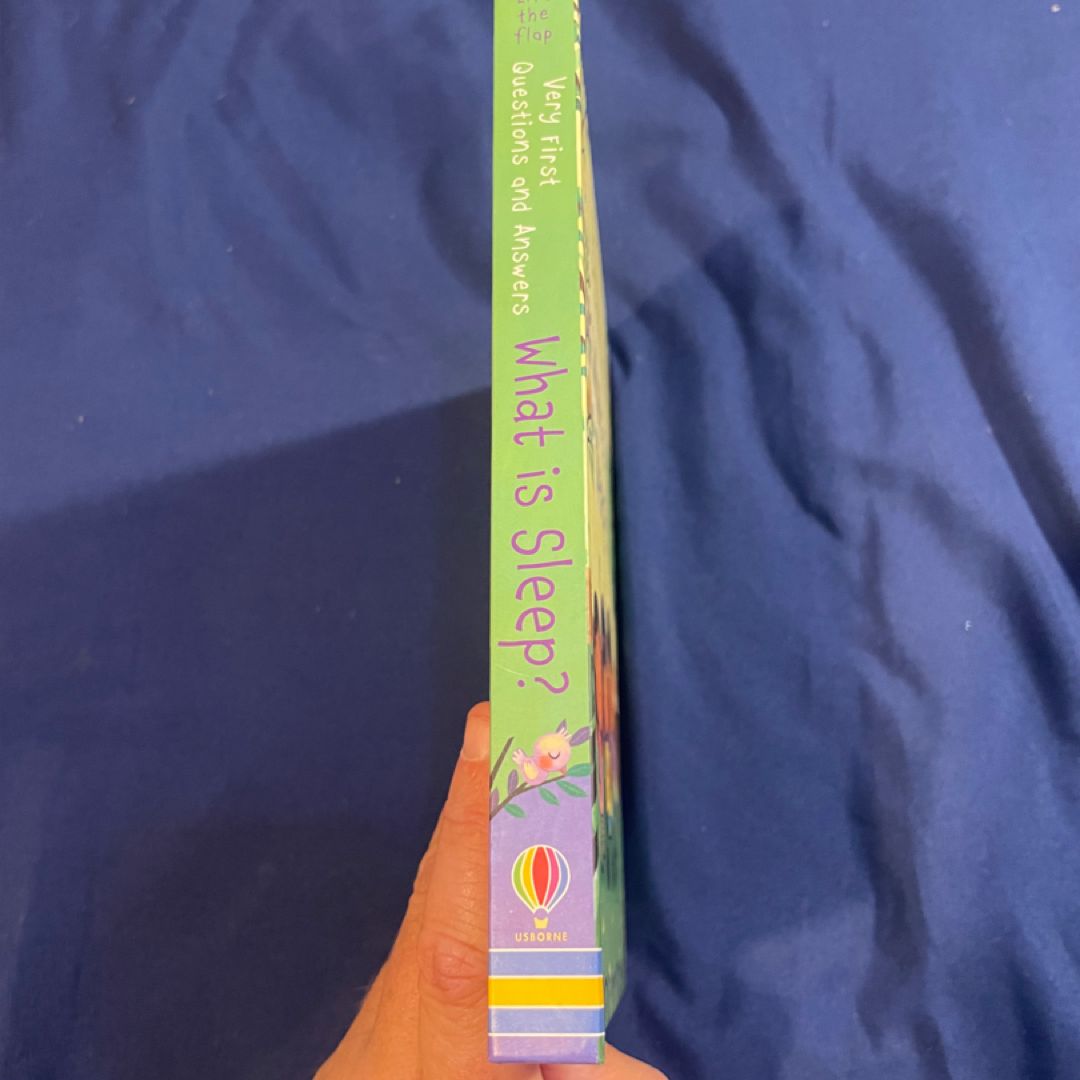 the
flap
Very First
Questions and Answers
What is Sleep?
USBORNE